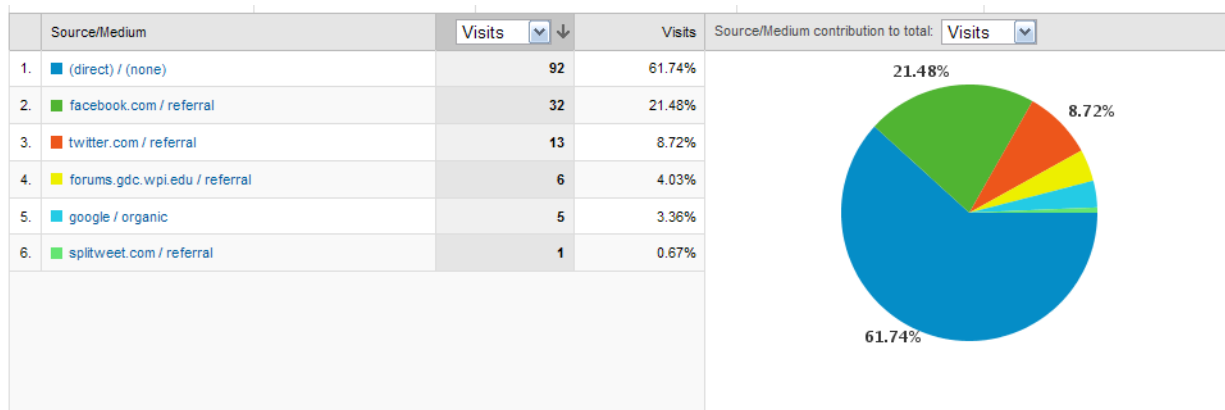 Source/Medium Visits Visits Source/Medium contribution to total: Visits
1. (direct) / (none) 92 61.74%
2. facebook.com / referral 32 21.48%
3. twitter.com / referral 13 8.72%
4. forums.gdc.wpi.edu / referral 6 4.03%
5. google / organic 5 3.36%
6. splitweet.com / referral 1 0.67%
21.48%
8.72%
61.74%